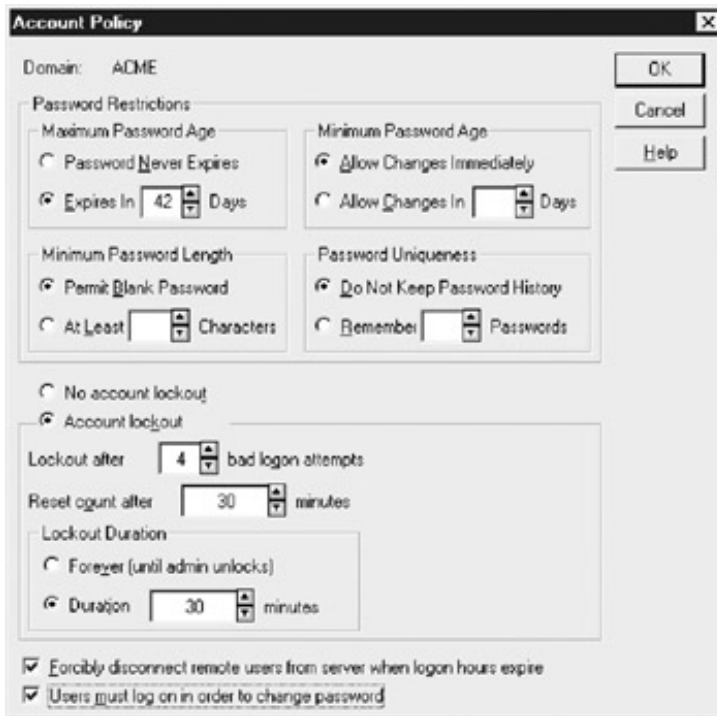 Account Policy
Domain: ACME
OK
Cancel
Help
Password Restrictions
Maximum Password Age
Password Never Expires
Expires In 42 Days
Minimum Password Age
Allow Changes Immediately
Allow Changes In Days
Minimum Password Length
Permit Blank Password
At Least Characters
Password Uniqueness
Do Not Keep Password History
Remember Passwords
No account lockout
Account lockout
Lockout after 4 bad logon attempts
Reset count after 30 minutes
Lockout Duration
Forever (until admin unlocks)
Duration 30 minutes
Forcibly disconnect remote users from server when logon hours expire
Users must log on in order to change password